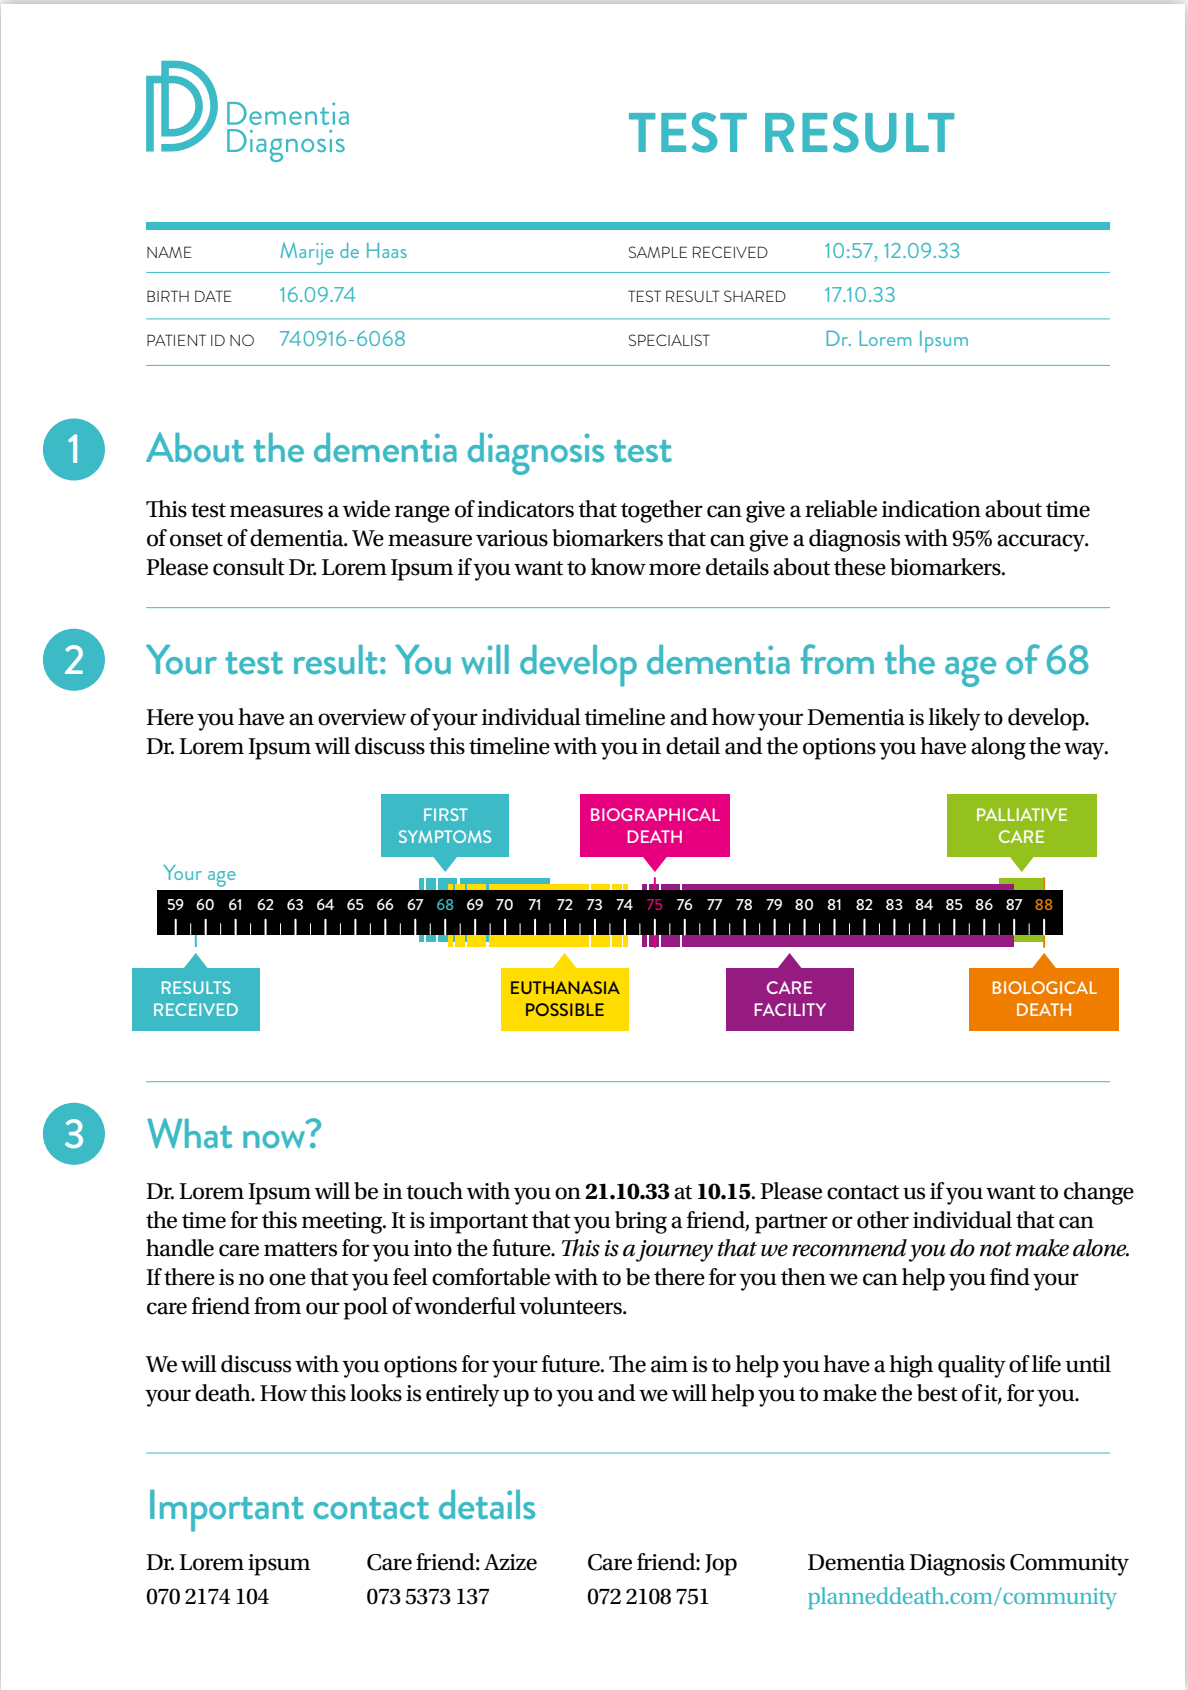 Dementia
Diagnosis
TEST RESULT
NAME Marije de Haas SAMPLE RECEIVED 10:57, 12.09.33
BIRTH DATE 16.09.74 TEST RESULT SHARED 17.10.33
PATIENT ID NO 740916-6068 SPECIALIST Dr. Lorem Ipsum
1 About the dementia diagnosis test
This test measures a wide range of indicators that together can give a reliable indication about time
of onset of dementia. We measure various biomarkers that can give a diagnosis with 95% accuracy.
Please consult Dr. Lorem Ipsum if you want to know more details about these biomarkers.
2 Your test result: You will develop dementia from the age of 68
Here you have an overview of your individual timeline and how your Dementia is likely to develop.
Dr. Lorem Ipsum will discuss this timeline with you in detail and the options you have along the way.
FIRST
SYMPTOMS
BIOGRAPHICAL
DEATH
PALLIATIVE
CARE
Your age
59 60 61 62 63 64 65 66 67 68 69 70 71 72 73 74 75 76 77 78 79 80 81 82 83 84 85 86 87 88
RESULTS
RECEIVED
EUTHANASIA
POSSIBLE
CARE
FACILITY
BIOLOGICAL
DEATH
3 What now?
Dr. Lorem Ipsum will be in touch with you on 21.10.33 at 10.15. Please contact us if you want to change
the time for this meeting. It is important that you bring a friend, partner or other individual that can
handle care matters for you into the future. This is a journey that we recommend you do not make alone.
If there is no one that you feel comfortable with to be there for you then we can help you find your
care friend from our pool of wonderful volunteers.
We will discuss with you options for your future. The aim is to help you have a high quality of life until
your death. How this looks is entirely up to you and we will help you to make the best of it, for you.
Important contact details
Dr. Lorem ipsum Care friend: Azize Care friend: Jop Dementia Diagnosis Community
070 2174 104 073 5373 137 072 2108 751 planneddeath.com/community